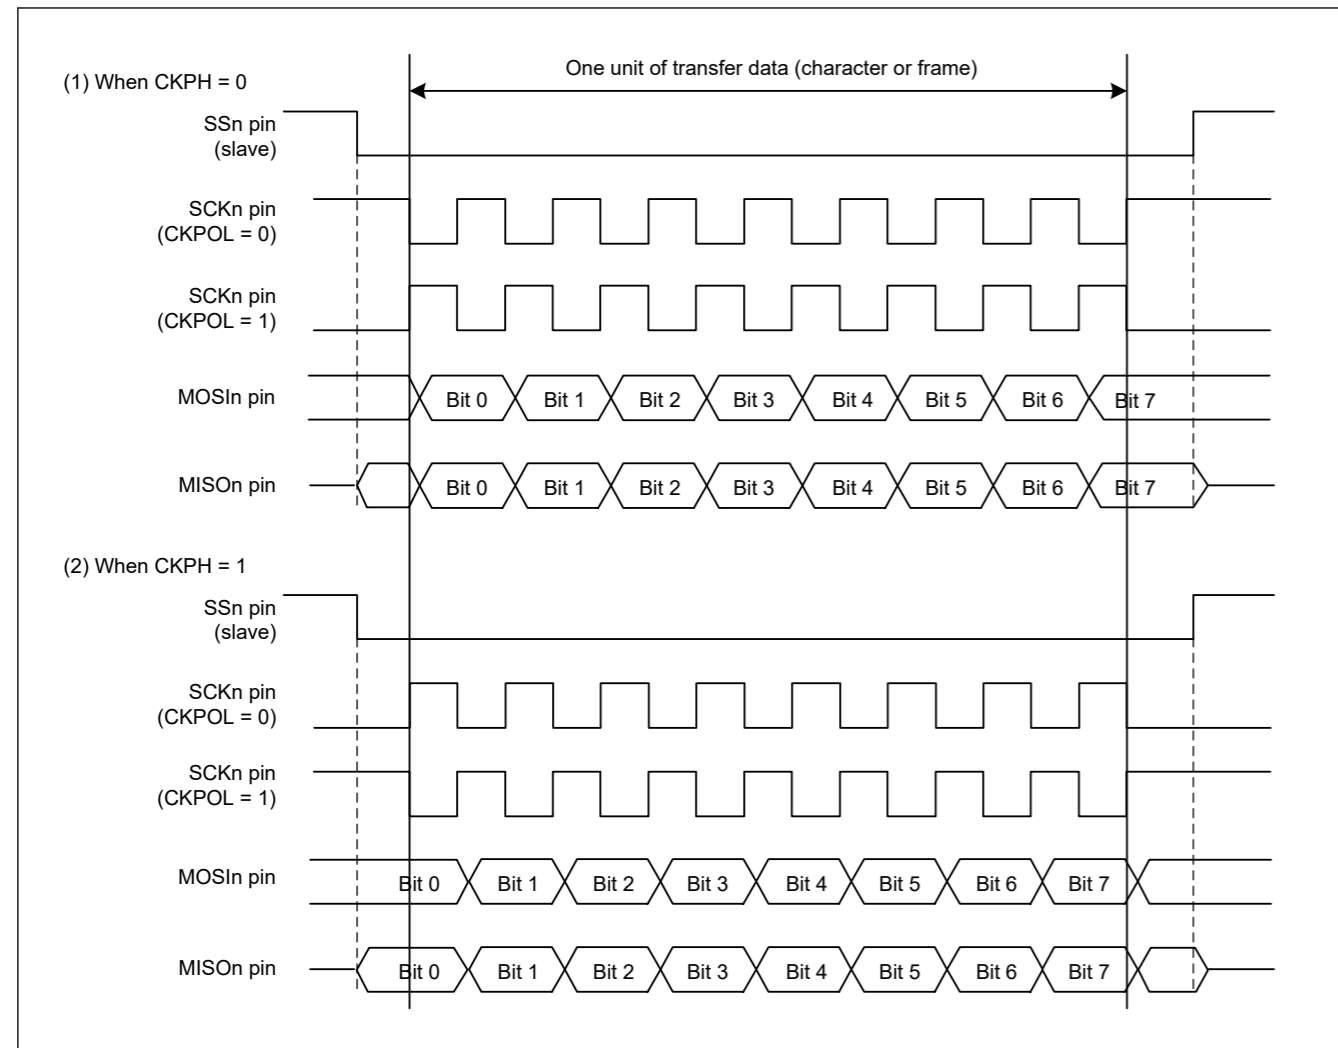 (1) When CKPH = 0
One unit of transfer data (character or frame)
SSn pin
(slave)
SCKn pin
(CKPOL = 0)
SCKn pin
(CKPOL = 1)
MOSIn pin
Bit 0 Bit 1 Bit 2 Bit 3 Bit 4 Bit 5 Bit 6 Bit 7
MISOn pin
Bit 0 Bit 1 Bit 2 Bit 3 Bit 4 Bit 5 Bit 6 Bit 7
(2) When CKPH = 1
SSn pin
(slave)
SCKn pin
(CKPOL = 0)
SCKn pin
(CKPOL = 1)
MOSIn pin
Bit 0 Bit 1 Bit 2 Bit 3 Bit 4 Bit 5 Bit 6 Bit 7
MISOn pin
Bit 0 Bit 1 Bit 2 Bit 3 Bit 4 Bit 5 Bit 6 Bit 7